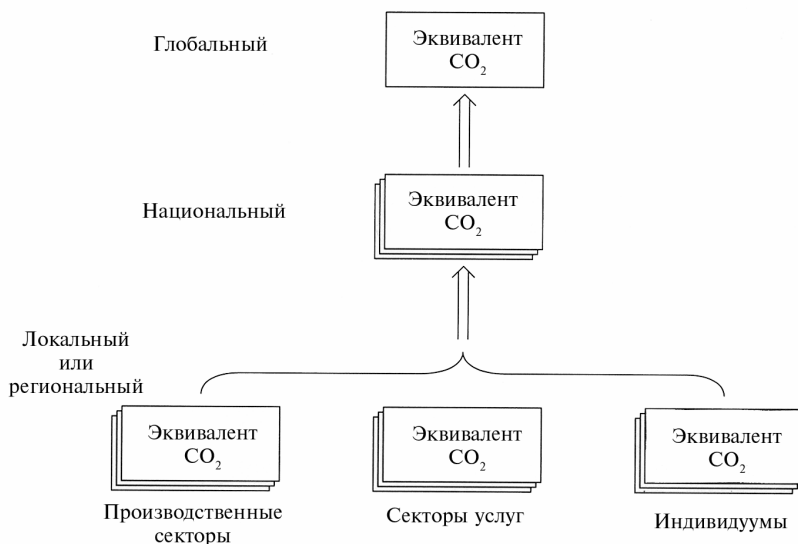 Глобальный
Эквивалент
CO₂
Национальный
Эквивалент
CO₂
Локальный
или
региональный
Эквивалент
CO₂
Производственные
секторы
Эквивалент
CO₂
Секторы услуг
Эквивалент
CO₂
Индивидуумы